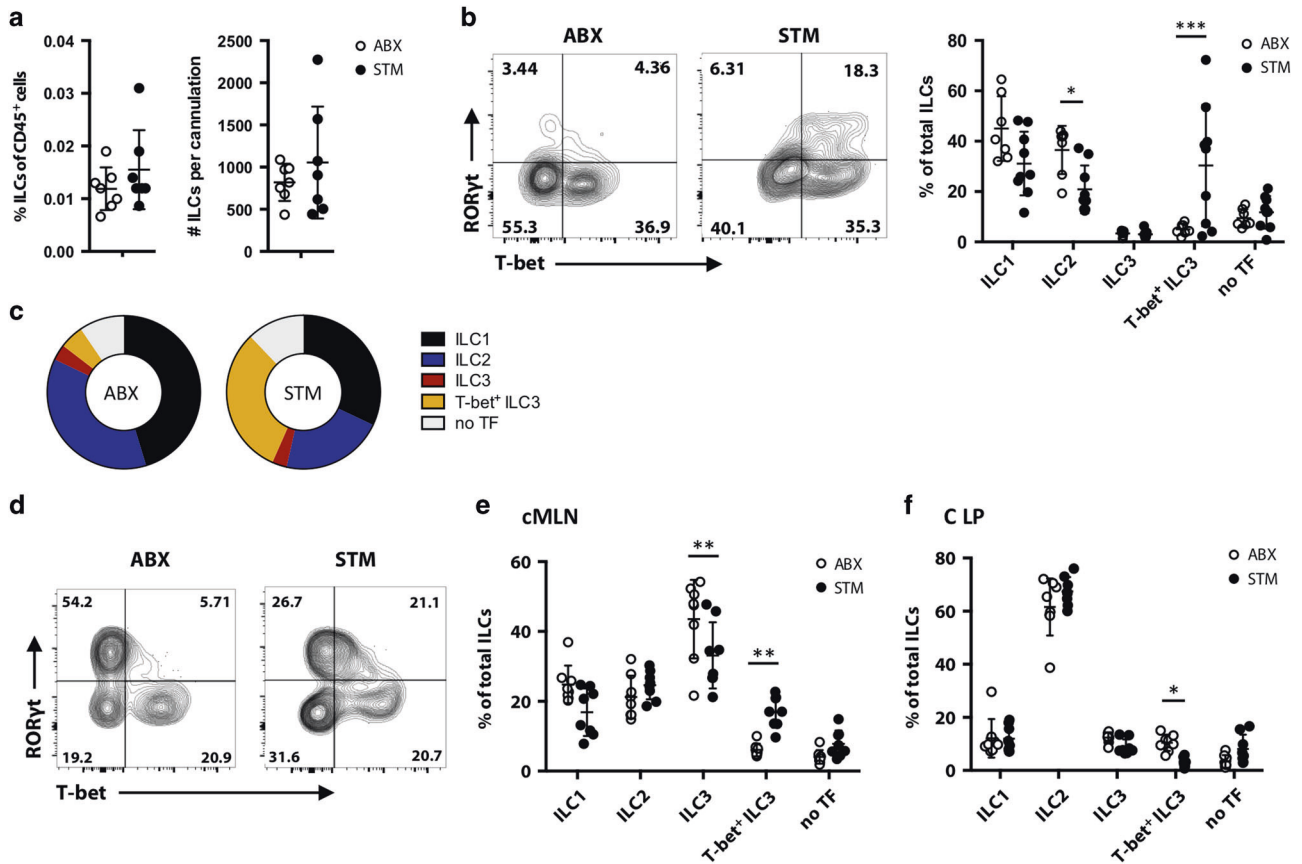 a
% ILCs of CD45+ cells
0.04
0.03
0.02
0.01
0.00
# ILCs per cannulation
2500
2000
1500
1000
500
0
ABX
STM
b
ABX
STM
3.44 4.36
55.3 36.9
6.31 18.3
40.1 35.3
RORγt
T-bet
% of total ILCs
80
60
40
20
0
*
***
ABX
STM
ILC1
ILC2
ILC3
T-bet+ ILC3
no TF
c
ABX
STM
ILC1
ILC2
ILC3
T-bet+ ILC3
no TF
d
ABX
STM
54.2 5.71
19.2 20.9
26.7 21.1
31.6 20.7
RORγt
T-bet
e
cMLN
% of total ILCs
60
40
20
0
**
**
ABX
STM
ILC1
ILC2
ILC3
T-bet+ ILC3
no TF
f
C LP
% of total ILCs
80
60
40
20
0
*
ABX
STM
ILC1
ILC2
ILC3
T-bet+ ILC3
no TF